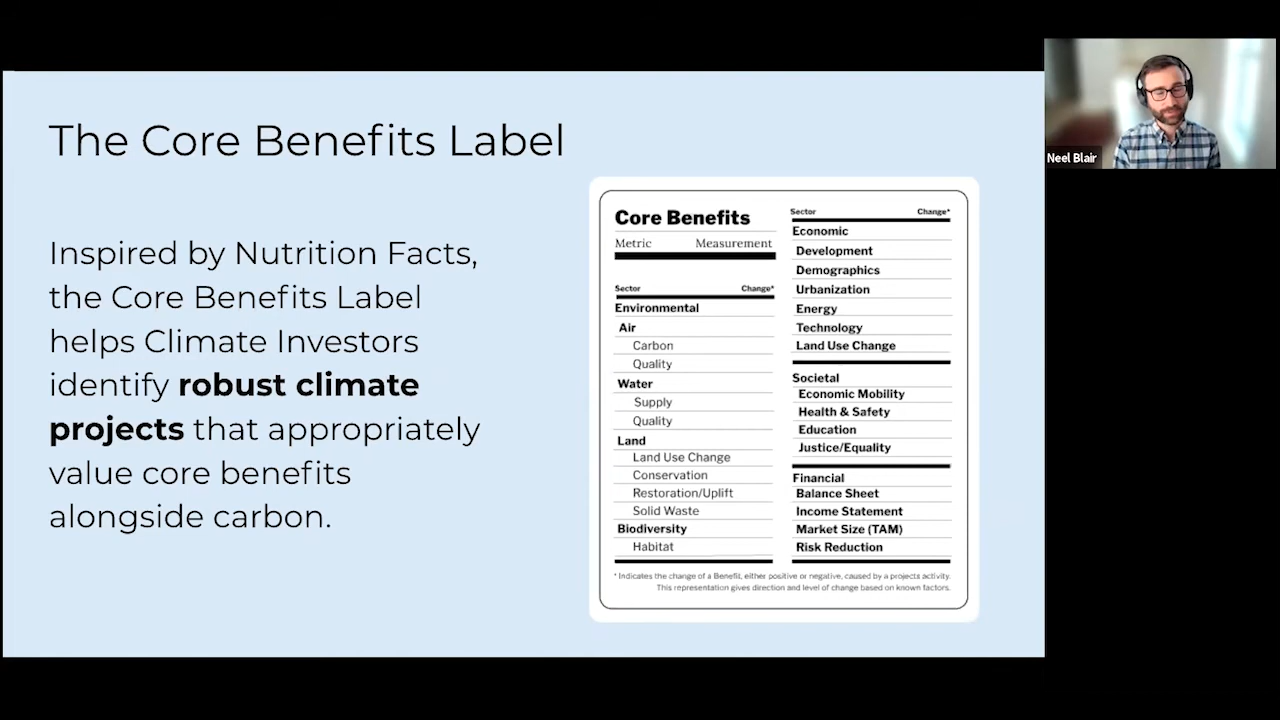 The Core Benefits Label
Inspired by Nutrition Facts,
the Core Benefits Label
helps Climate Investors
identify robust climate
projects that appropriately
value core benefits
alongside carbon.
Core Benefits
Metric Measurement
Sector Change*
Environmental
Air
Carbon
Quality
Water
Supply
Quality
Land
Land Use Change
Conservation
Restoration/Uplift
Solid Waste
Biodiversity
Habitat
Sector Change*
Economic
Development
Demographics
Urbanization
Energy
Technology
Land Use Change
Societal
Economic Mobility
Health & Safety
Education
Justice/Equality
Financial
Balance Sheet
Income Statement
Market Size (TAM)
Risk Reduction
* Indicates the change of a Benefit, either positive or negative, caused by a projects activity.
This representation gives direction and level of change based on known factors.
Neel Blair